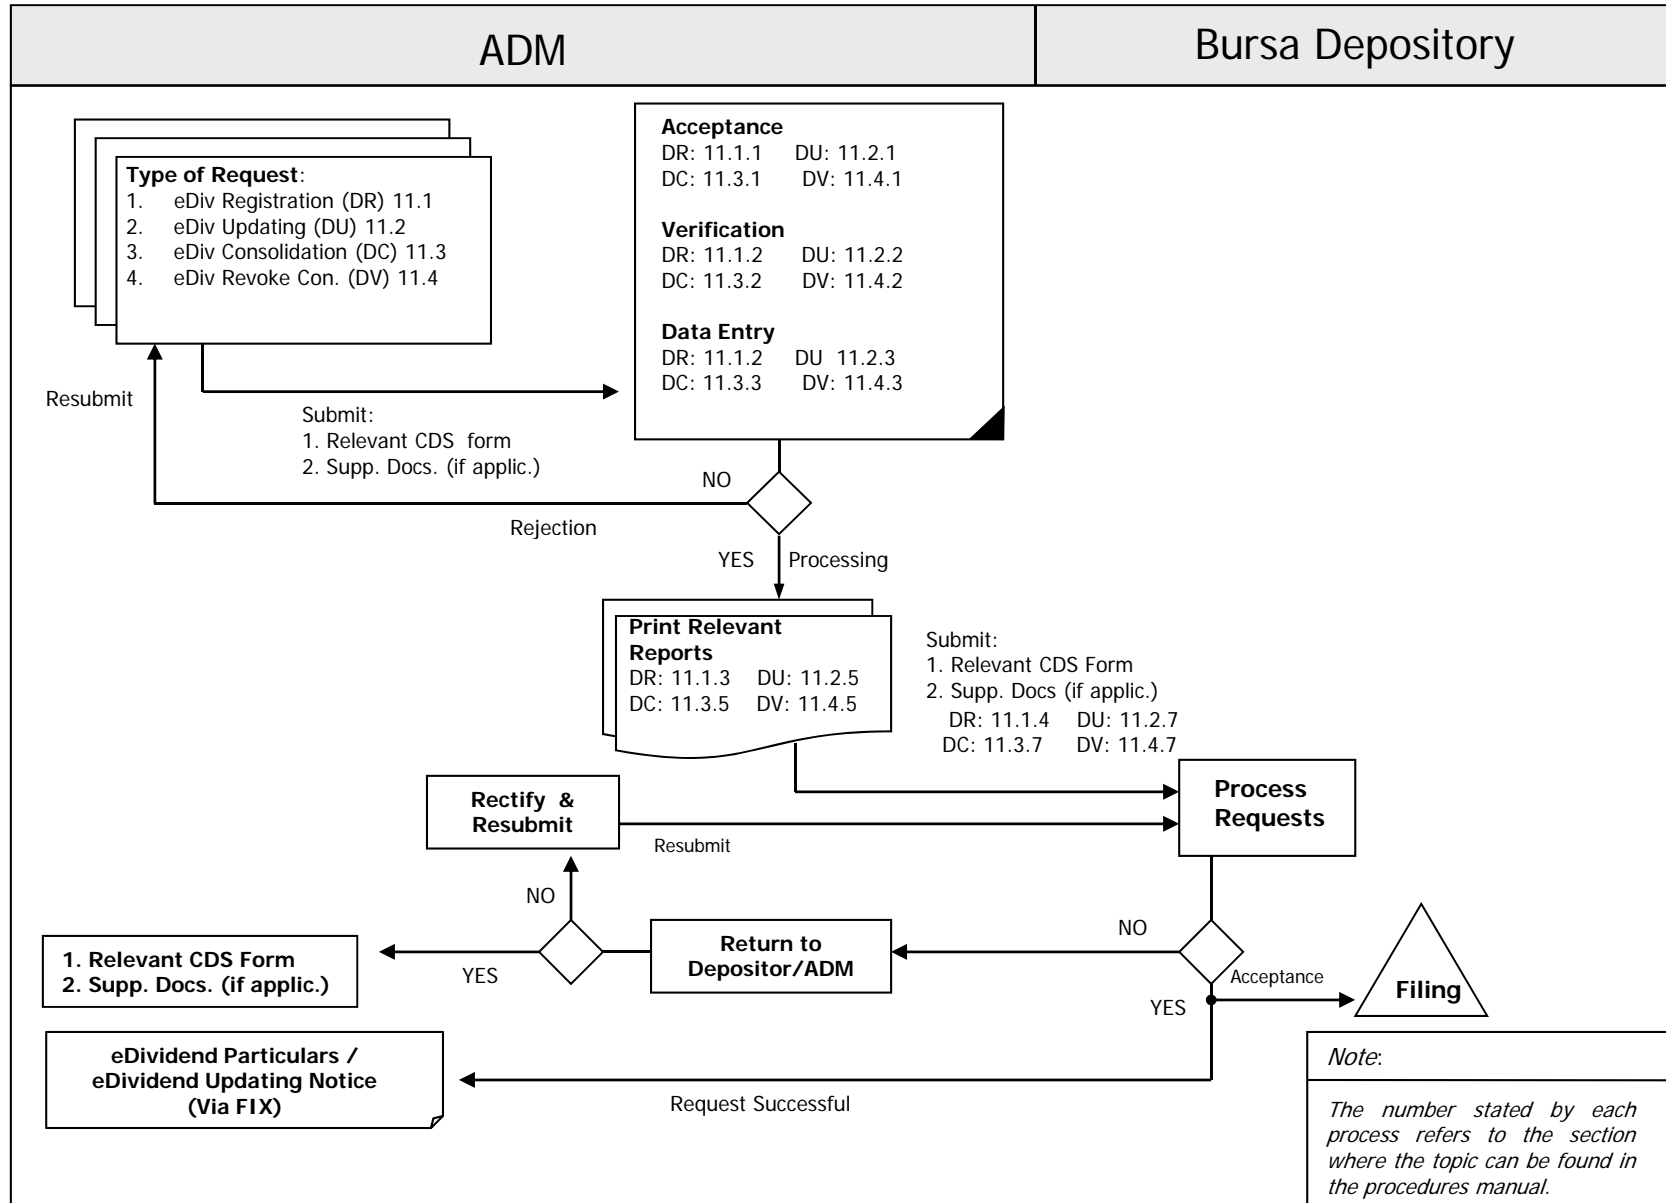 ADM
Bursa Depository
Type of Request:
1. eDiv Registration (DR) 11.1
2. eDiv Updating (DU) 11.2
3. eDiv Consolidation (DC) 11.3
4. eDiv Revoke Con. (DV) 11.4
Acceptance
DR: 11.1.1 DU: 11.2.1
DC: 11.3.1 DV: 11.4.1
Verification
DR: 11.1.2 DU: 11.2.2
DC: 11.3.2 DV: 11.4.2
Data Entry
DR: 11.1.2 DU 11.2.3
DC: 11.3.3 DV: 11.4.3
Resubmit
Submit:
1. Relevant CDS form
2. Supp. Docs. (if applic.)
NO
Rejection
YES
Processing
Print Relevant
Reports
DR: 11.1.3 DU: 11.2.5
DC: 11.3.5 DV: 11.4.5
Submit:
1. Relevant CDS Form
2. Supp. Docs (if applic.)
DR: 11.1.4 DU: 11.2.7
DC: 11.3.7 DV: 11.4.7
Rectify &
Resubmit
Resubmit
Process
Requests
NO
NO
Return to
Depositor/ADM
YES
1. Relevant CDS Form
2. Supp. Docs. (if applic.)
Acceptance
YES
Filing
eDividend Particulars /
eDividend Updating Notice
(Via FIX)
Request Successful
Note:
The number stated by each
process refers to the section
where the topic can be found in
the procedures manual.